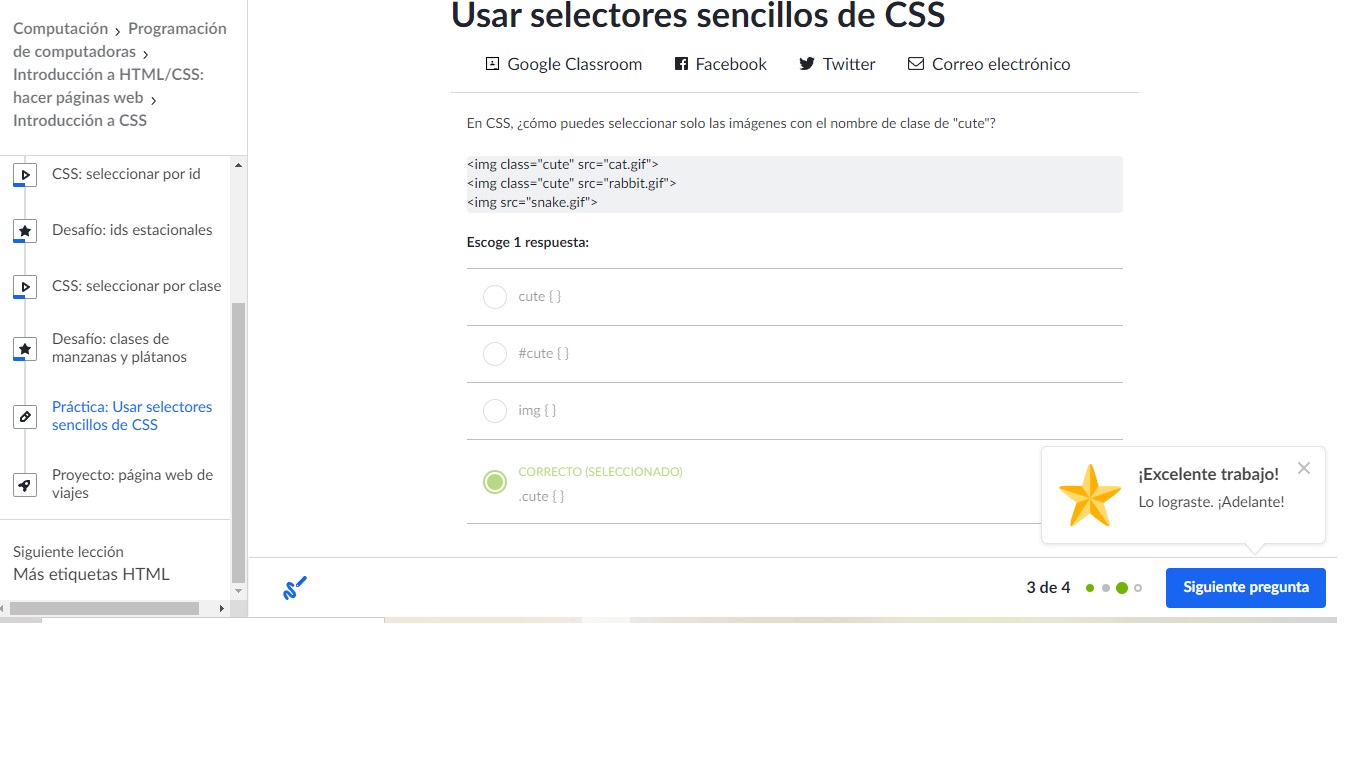 Computación › Programación
de computadoras ›
Introducción a HTML/CSS:
hacer páginas web ›
Introducción a CSS
CSS: seleccionar por id
Desafío: ids estacionales
CSS: seleccionar por clase
Desafío: clases de
manzanas y plátanos
Práctica: Usar selectores
sencillos de CSS
Proyecto: página web de
viajes
Siguiente lección
Más etiquetas HTML
Usar selectores sencillos de CSS
Google Classroom Facebook Twitter Correo electrónico
En CSS, ¿cómo puedes seleccionar solo las imágenes con el nombre de clase de "cute"?
<img class="cute" src="cat.gif">
<img class="cute" src="rabbit.gif">
<img src="snake.gif">
Escoge 1 respuesta:
cute { }
#cute { }
img { }
CORRECTO (SELECCIONADO)
.cute { }
¡Excelente trabajo!
Lo lograste. ¡Adelante!
3 de 4
Siguiente pregunta